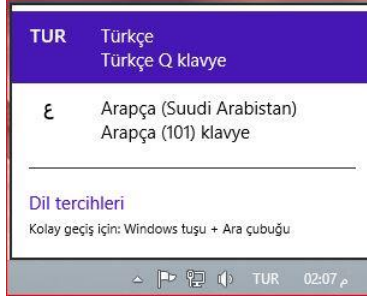 TUR
Türkçe
Türkçe Q klavye
ع
Arapça (Suudi Arabistan)
Arapça (101) klavye
Dil tercihleri
Kolay geçiş için: Windows tuşu + Ara çubuğu
TUR 02:07 م